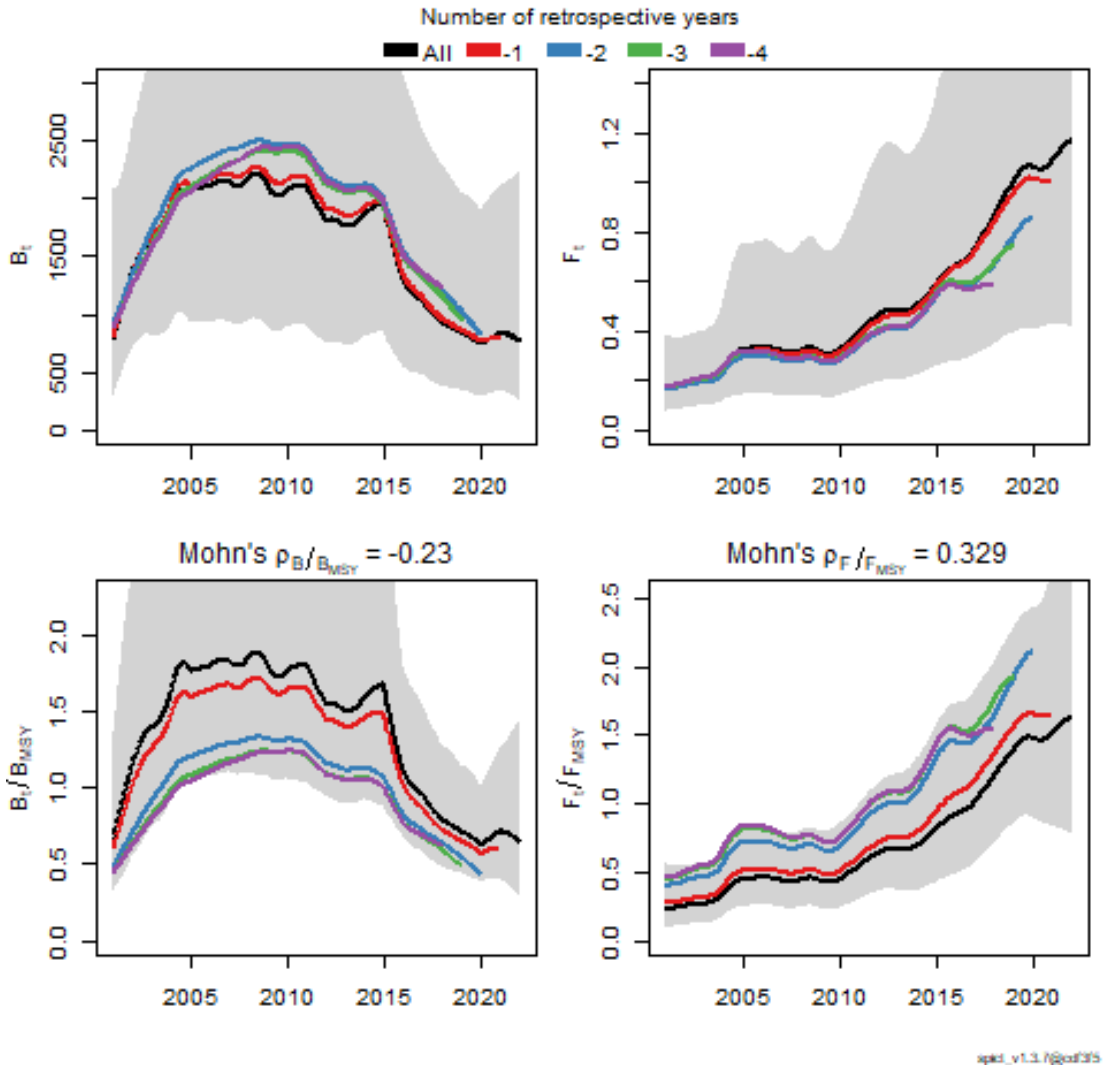 Number of retrospective years
All -1 -2 -3 -4
Bt
0 500 1500 2500
2005 2010 2015 2020
Ft
0.0 0.4 0.8 1.2
2005 2010 2015 2020
Mohn's ρB/BMSY = -0.23
Bt/BMSY
0.0 0.5 1.0 1.5 2.0
2005 2010 2015 2020
Mohn's ρF/FMSY = 0.329
Ft/FMSY
0.0 0.5 1.0 1.5 2.0 2.5
2005 2010 2015 2020